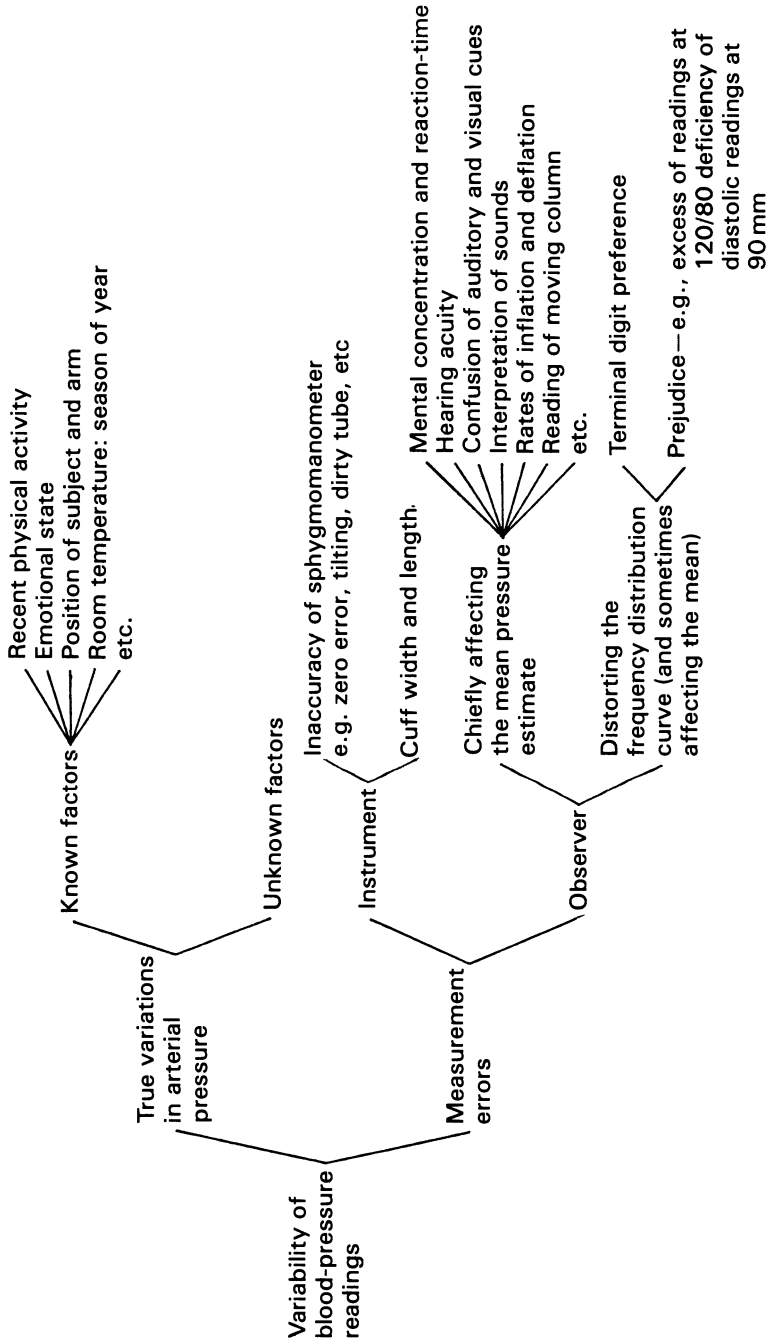 Variability of
blood-pressure
readings
True variations
in arterial
pressure
Known factors
Recent physical activity
Emotional state
Position of subject and arm
Room temperature: season of year
etc.
Unknown factors
Measurement
errors
Instrument
Inaccuracy of sphygmomanometer
e.g. zero error, tilting, dirty tube, etc
Cuff width and length.
Observer
Chiefly affecting
the mean pressure
estimate
Mental concentration and reaction-time
Hearing acuity
Confusion of auditory and visual cues
Interpretation of sounds
Rates of inflation and deflation
Reading of moving column
etc.
Distorting the
frequency distribution
curve (and sometimes
affecting the mean)
Terminal digit preference
Prejudice—e.g., excess of readings at
120/80 deficiency of
diastolic readings at
90 mm